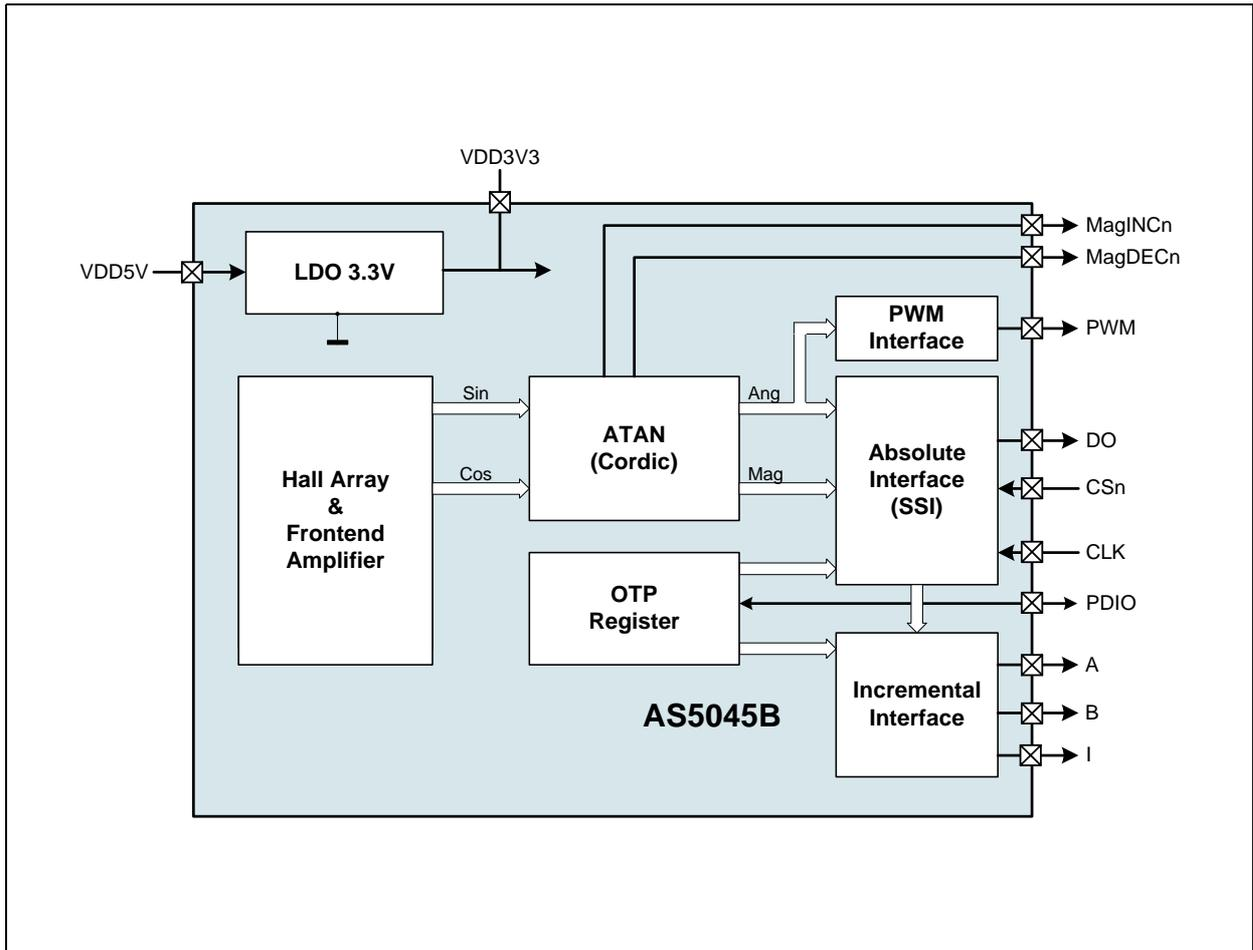 VDD3V3
VDD5V
LDO 3.3V
MagINCn
MagDECn
PWM
Interface
PWM
Hall Array
&
Frontend
Amplifier
Sin
Cos
ATAN
(Cordic)
Ang
Mag
Absolute
Interface
(SSI)
DO
CSn
CLK
OTP
Register
PDIO
Incremental
Interface
A
B
I
AS5045B